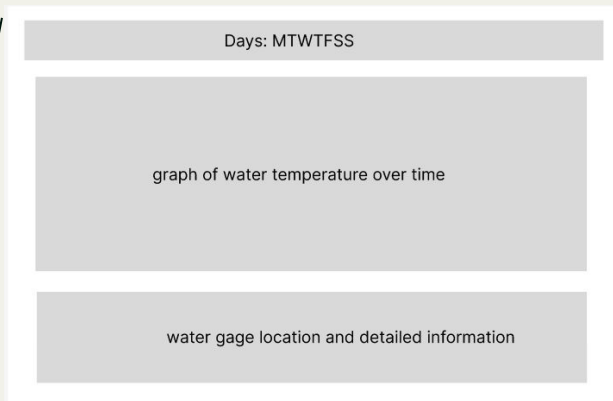 Days: MTWTFSS
graph of water temperature over time
water gage location and detailed information